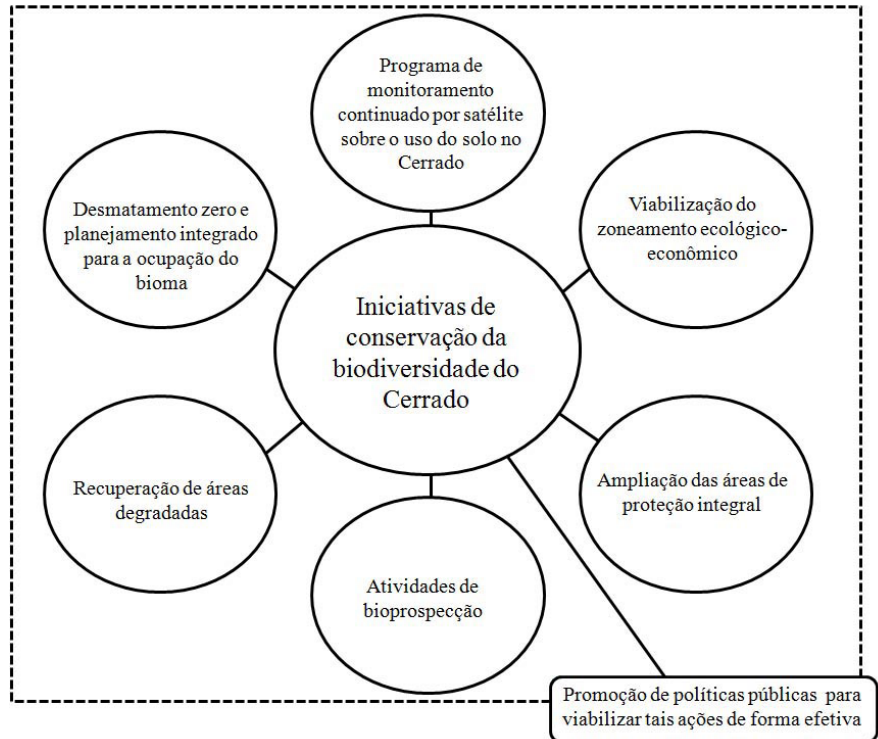 Programa de
monitoramento
continuado por satélite
sobre o uso do solo no
Cerrado
Desmatamento zero e
planejamento integrado
para a ocupação do
bioma
Viabilização do
zoneamento ecológico-
econômico
Iniciativas de
conservação da
biodiversidade do
Cerrado
Recuperação de áreas
degradadas
Ampliação das áreas de
proteção integral
Atividades de
bioprospecção
Promoção de políticas públicas para
viabilizar tais ações de forma efetiva